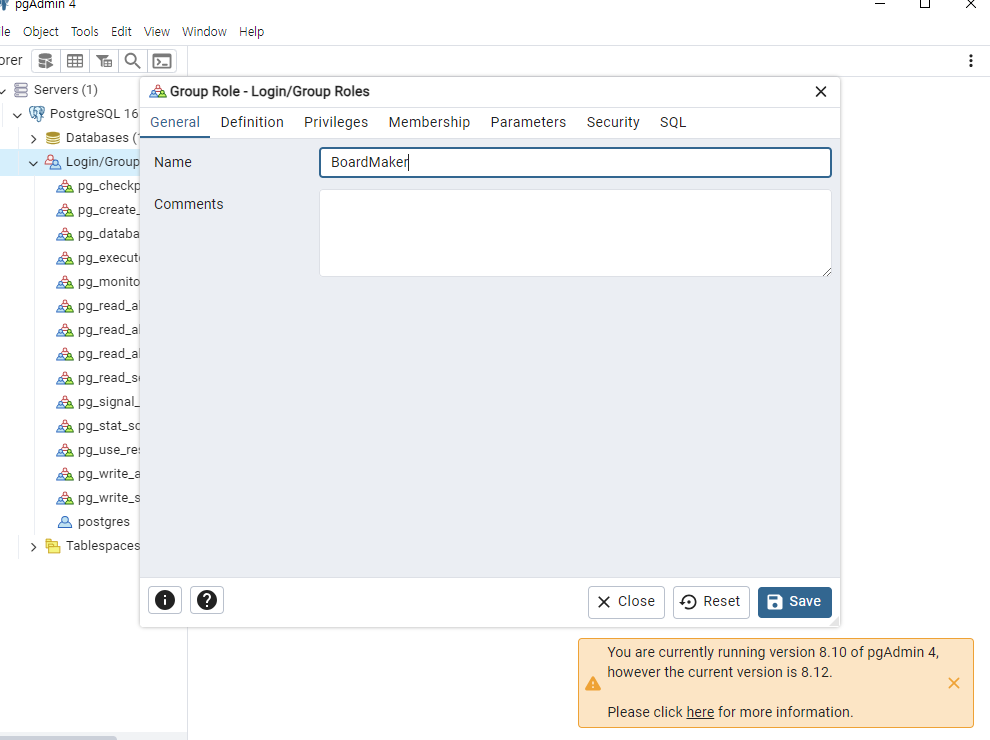 pgAdmin 4
le Object Tools Edit View Window Help
orer
Servers (1)
PostgreSQL 16
Databases (
Login/Group
pg_checkp
pg_create_
pg_databa
pg_execute
pg_monito
pg_read_al
pg_read_al
pg_read_al
pg_read_se
pg_signal_
pg_stat_sc
pg_use_res
pg_write_a
pg_write_s
postgres
Tablespaces
Group Role - Login/Group Roles
General Definition Privileges Membership Parameters Security SQL
Name BoardMaker
Comments
Close Reset Save
You are currently running version 8.10 of pgAdmin 4,
however the current version is 8.12.
Please click here for more information.